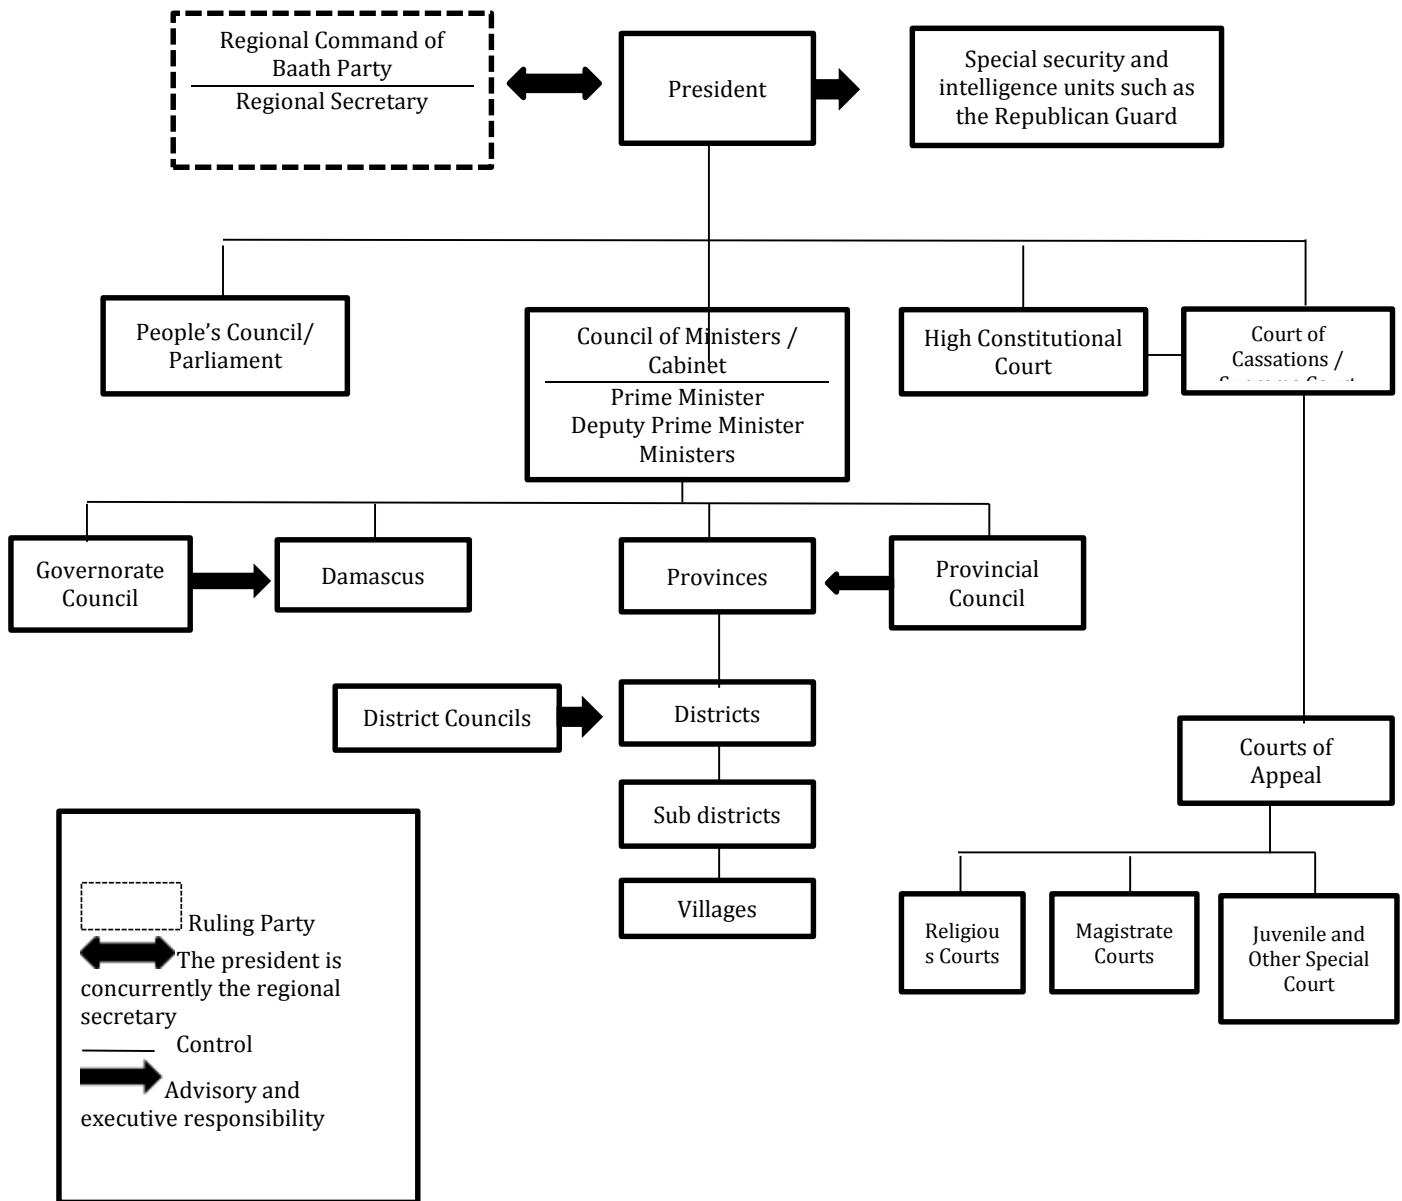 Regional Command of
Baath Party
Regional Secretary
President
Special security and
intelligence units such as
the Republican Guard
People's Council/
Parliament
Council of Ministers /
Cabinet
Prime Minister
Deputy Prime Minister
Ministers
High Constitutional
Court
Court of
Cassations /
Governorate
Council
Damascus
Provinces
Provincial
Council
District Councils
Districts
Courts of
Appeal
Sub districts
Villages
Religiou
s Courts
Magistrate
Courts
Juvenile and
Other Special
Court
Ruling Party
The president is
concurrently the regional
secretary
Control
Advisory and
executive responsibility